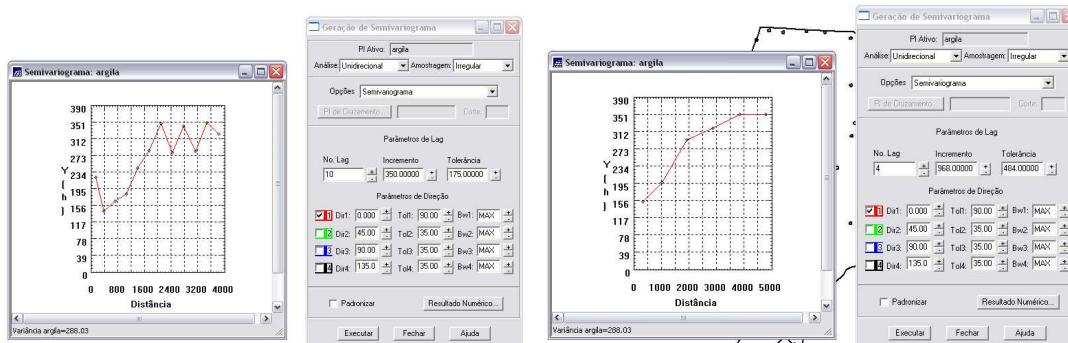 Semivariograma: argila
Y(h)
390
351
312
273
234
195
156
117
78
39
0
0 800 1600 2400 3200 4000
Distância
Variância argila=288.03
Geração de Semivariograma
PI Ativo: argila
Análise: Unidirecional Amostragem: Irregular
Opções Semivariograma
PI de Cruzamento... Corte:
Parâmetros de Lag
No. Lag Incremento Tolerância
10 350.00000 175.00000
Parâmetros de Direção
1 Dir1: 0.000 Tol1: 90.00 Bw1: MAX
2 Dir2: 45.00 Tol2: 35.00 Bw2: MAX
3 Dir3: 90.00 Tol3: 35.00 Bw3: MAX
4 Dir4: 135.0 Tol4: 35.00 Bw4: MAX
Padronizar Resultado Numérico...
Executar Fechar Ajuda
Semivariograma: argila
Y(h)
390
351
312
273
234
195
156
117
78
39
0
0 1000 2000 3000 4000 5000
Distância
Variância argila=288.03
Geração de Semivariograma
PI Ativo: argila
Análise: Unidirecional Amostragem: Irregular
Opções Semivariograma
PI de Cruzamento... Corte:
Parâmetros de Lag
No. Lag Incremento Tolerância
4 968.00000 484.00000
Parâmetros de Direção
1 Dir1: 0.000 Tol1: 90.00 Bw1: MAX
2 Dir2: 45.00 Tol2: 35.00 Bw2: MAX
3 Dir3: 90.00 Tol3: 35.00 Bw3: MAX
4 Dir4: 135.0 Tol4: 35.00 Bw4: MAX
Padronizar Resultado Numérico...
Executar Fechar Ajuda